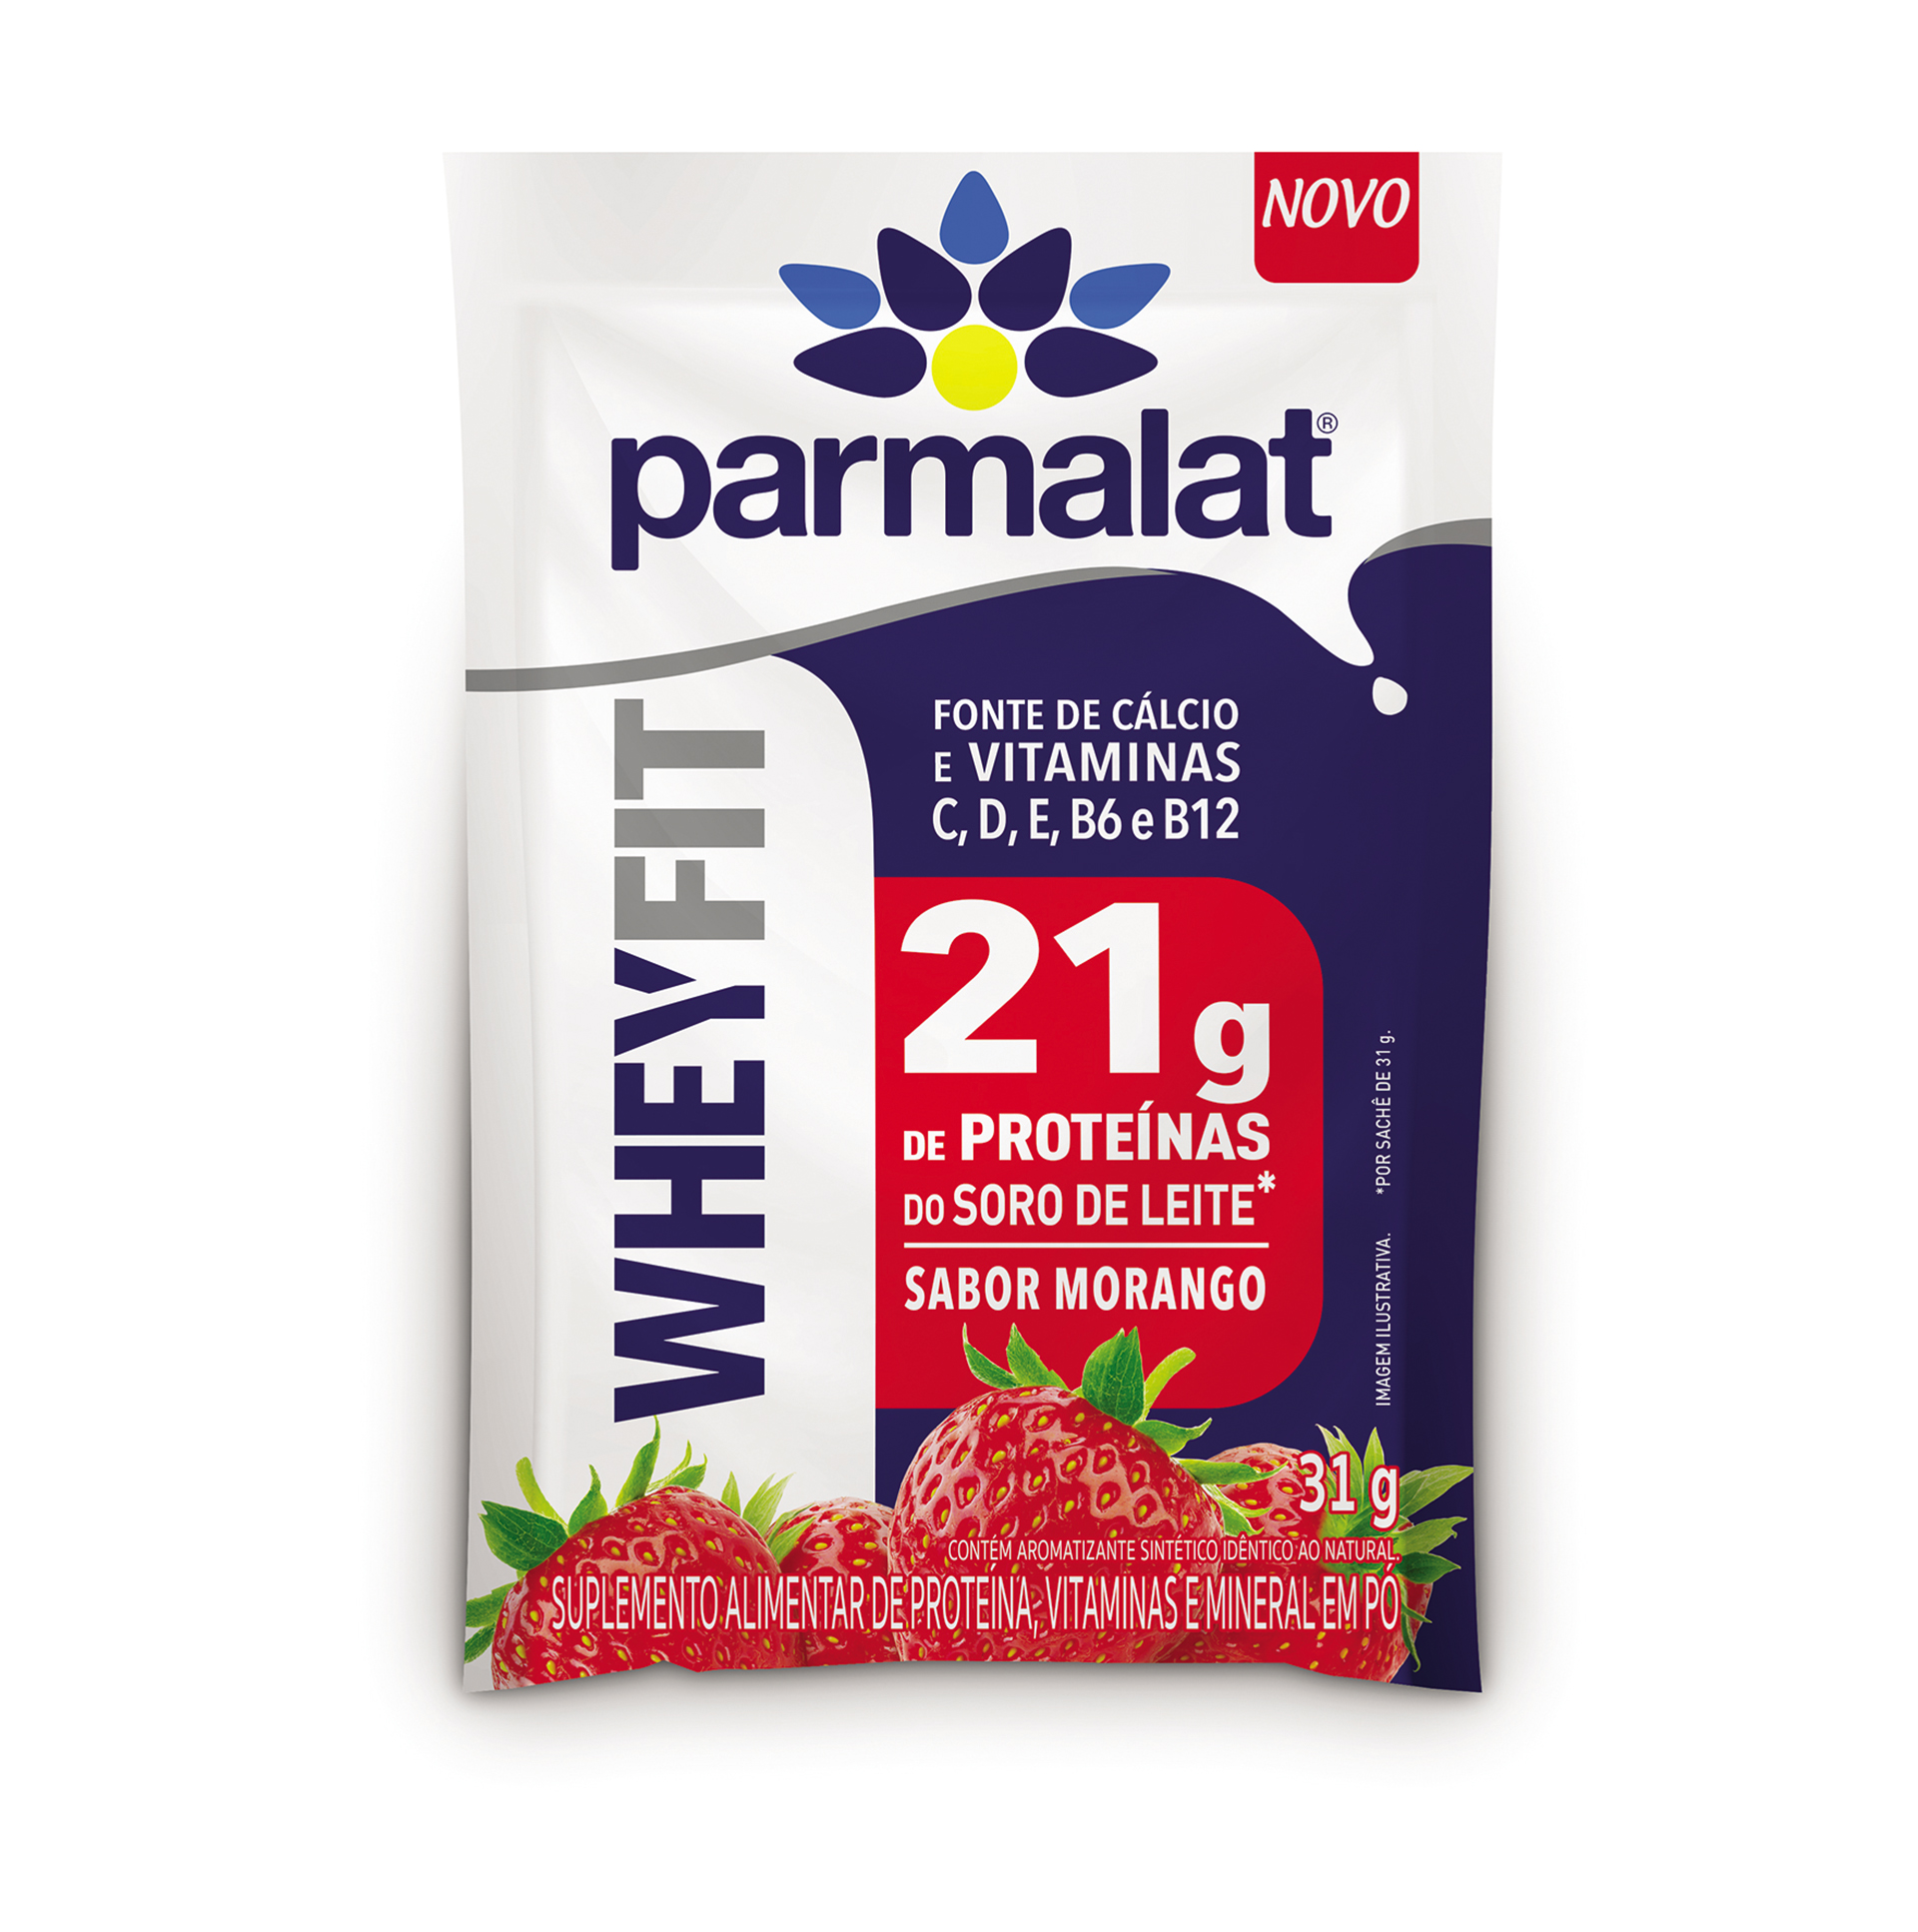 NOVO
parmalat®
WHEYFIT
FONTE DE CÁLCIO
E VITAMINAS
C, D, E, B6 e B12
21g
DE PROTEÍNAS
DO SORO DE LEITE*
SABOR MORANGO
*POR SACHÊ DE 31 g.
IMAGEM ILUSTRATIVA.
31 g
CONTÉM AROMATIZANTE SINTÉTICO IDÊNTICO AO NATURAL.
SUPLEMENTO ALIMENTAR DE PROTEÍNA, VITAMINAS E MINERAL EM PÓ